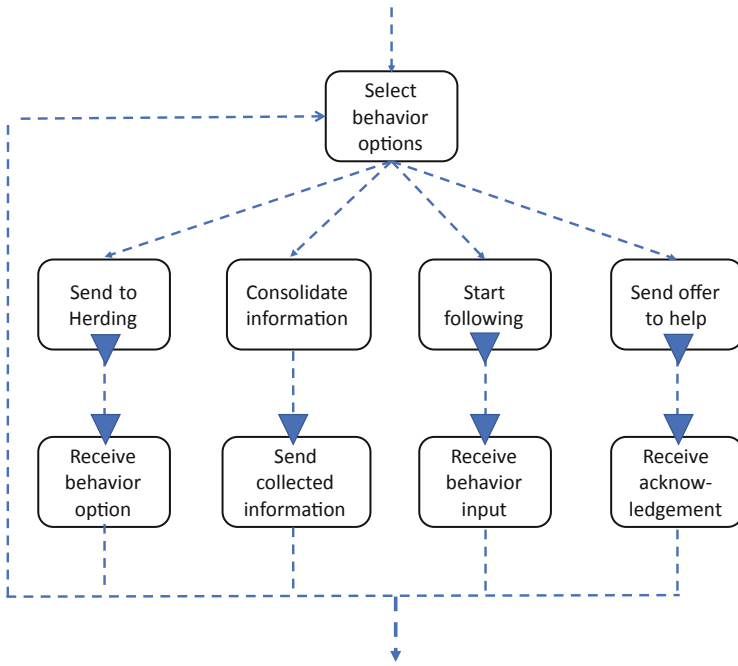 Select
behavior
options
Send to
Herding
Consolidate
information
Start
following
Send offer
to help
Receive
behavior
option
Send
collected
information
Receive
behavior
input
Receive
acknow-
ledgement